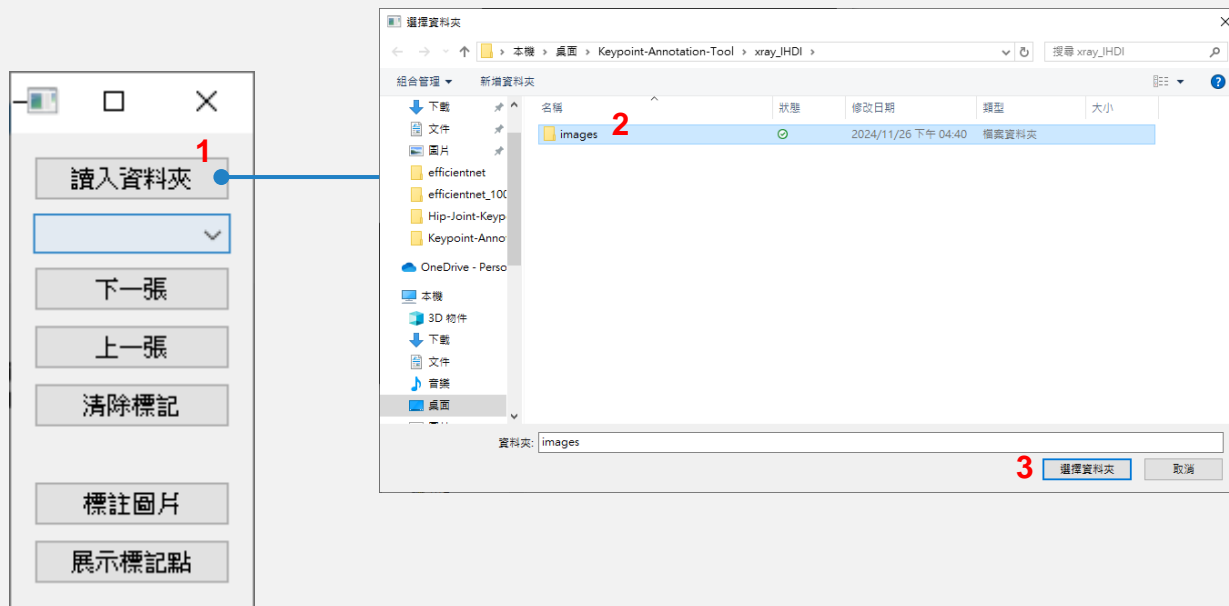 1
讀入資料夾
下一張
上一張
清除標記
標註圖片
展示標記點
選擇資料夾
本機 › 桌面 › Keypoint-Annotation-Tool › xray_IHDI ›
搜尋 xray_IHDI
組合管理
新增資料夾
下載
文件
圖片
efficientnet
efficientnet_100
Hip-Joint-Keyp
Keypoint-Anno
OneDrive - Perso
本機
3D 物件
下載
文件
音樂
桌面
名稱 狀態 修改日期 類型 大小
images 2 2024/11/26 下午 04:40 檔案資料夾
資料夾: images
3 選擇資料夾 取消